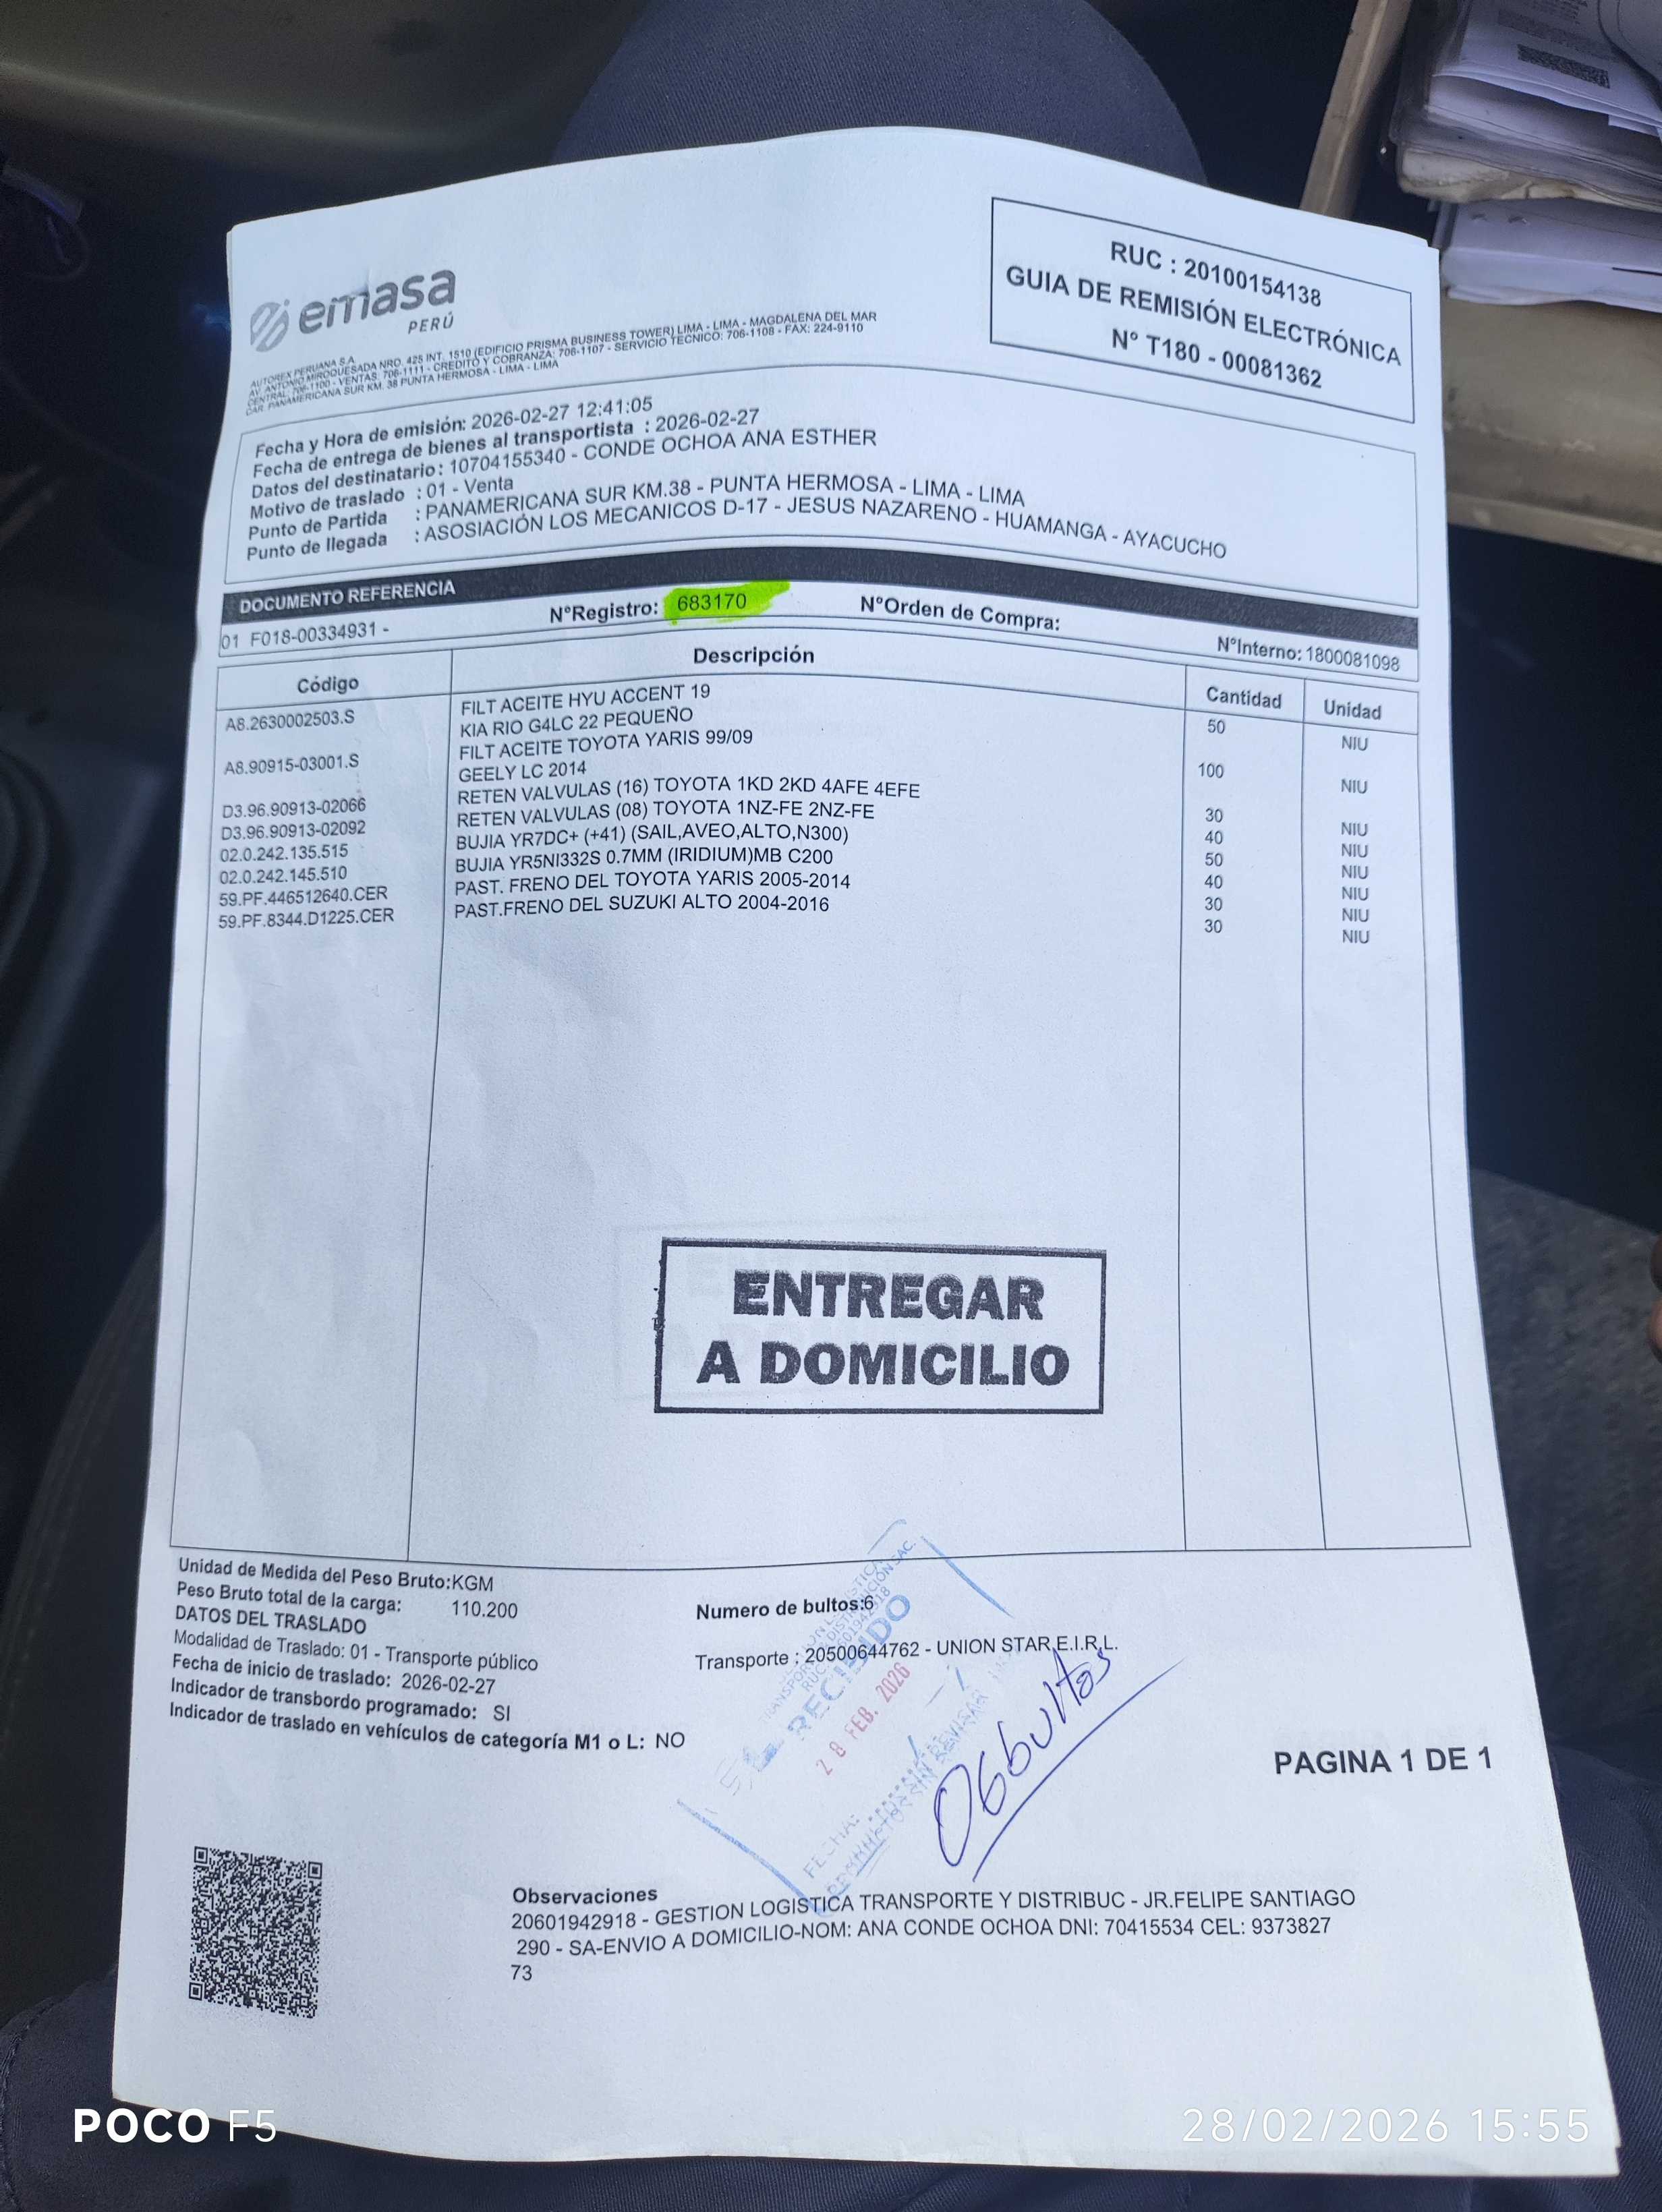 emasa
PERÚ
RUC : 20100154138
GUIA DE REMISIÓN ELECTRÓNICA
N° T180 - 00081362
AUTOREX PERUANA S.A.
AV. ANTONIO MIROQUESADA NRO. 425 INT. 1510 (EDIFICIO PRISMA BUSINESS TOWER) LIMA - LIMA - MAGDALENA DEL MAR
CENTRAL: 706-1100 - VENTAS: 706-1111 - CREDITO Y COBRANZA: 706-1107 - SERVICIO TECNICO: 706-1108 - FAX: 224-9110
CAR. PANAMERICANA SUR KM. 38 PUNTA HERMOSA - LIMA - LIMA
Fecha y Hora de emisión: 2026-02-27 12:41:05
Fecha de entrega de bienes al transportista : 2026-02-27
Datos del destinatario: 10704155340 - CONDE OCHOA ANA ESTHER
Motivo de traslado : 01 - Venta
Punto de Partida : PANAMERICANA SUR KM.38 - PUNTA HERMOSA - LIMA - LIMA
Punto de llegada : ASOSIACIÓN LOS MECANICOS D-17 - JESUS NAZARENO - HUAMANGA - AYACUCHO
DOCUMENTO REFERENCIA
01 F018-00334931 - N°Registro: 683170 N°Orden de Compra: N°Interno: 1800081098
Código Descripción Cantidad Unidad
A8.2630002503.S FILT ACEITE HYU ACCENT 19 50 NIU
KIA RIO G4LC 22 PEQUEÑO
A8.90915-03001.S FILT ACEITE TOYOTA YARIS 99/09 100 NIU
GEELY LC 2014
D3.96.90913-02066 RETEN VALVULAS (16) TOYOTA 1KD 2KD 4AFE 4EFE 30 NIU
D3.96.90913-02092 RETEN VALVULAS (08) TOYOTA 1NZ-FE 2NZ-FE 40 NIU
02.0.242.135.515 BUJIA YR7DC+ (+41) (SAIL,AVEO,ALTO,N300) 50 NIU
02.0.242.145.510 BUJIA YR5NI332S 0.7MM (IRIDIUM)MB C200 40 NIU
59.PF.446512640.CER PAST. FRENO DEL TOYOTA YARIS 2005-2014 30 NIU
59.PF.8344.D1225.CER PAST.FRENO DEL SUZUKI ALTO 2004-2016 30 NIU
ENTREGAR
A DOMICILIO
Unidad de Medida del Peso Bruto:KGM
Peso Bruto total de la carga: 110.200 Numero de bultos:6
DATOS DEL TRASLADO
Modalidad de Traslado: 01 - Transporte público Transporte : 20500644762 - UNION STAR E.I.R.L.
Fecha de inicio de traslado: 2026-02-27
Indicador de transbordo programado: SI
Indicador de traslado en vehículos de categoría M1 o L: NO
RECIBIDO
28 FEB. 2026
FECHA:
06 bultos
PAGINA 1 DE 1
Observaciones
20601942918 - GESTION LOGISTICA TRANSPORTE Y DISTRIBUC - JR.FELIPE SANTIAGO
290 - SA-ENVIO A DOMICILIO-NOM: ANA CONDE OCHOA DNI: 70415534 CEL: 9373827
73
POCO F5
28/02/2026 15:55